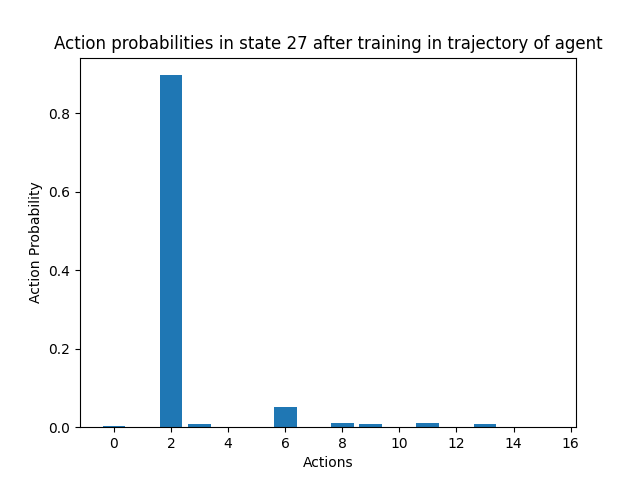 Action probabilities in state 27 after training in trajectory of agent
Action Probability
0.8
0.6
0.4
0.2
0.0
0 2 4 6 8 10 12 14 16
Actions